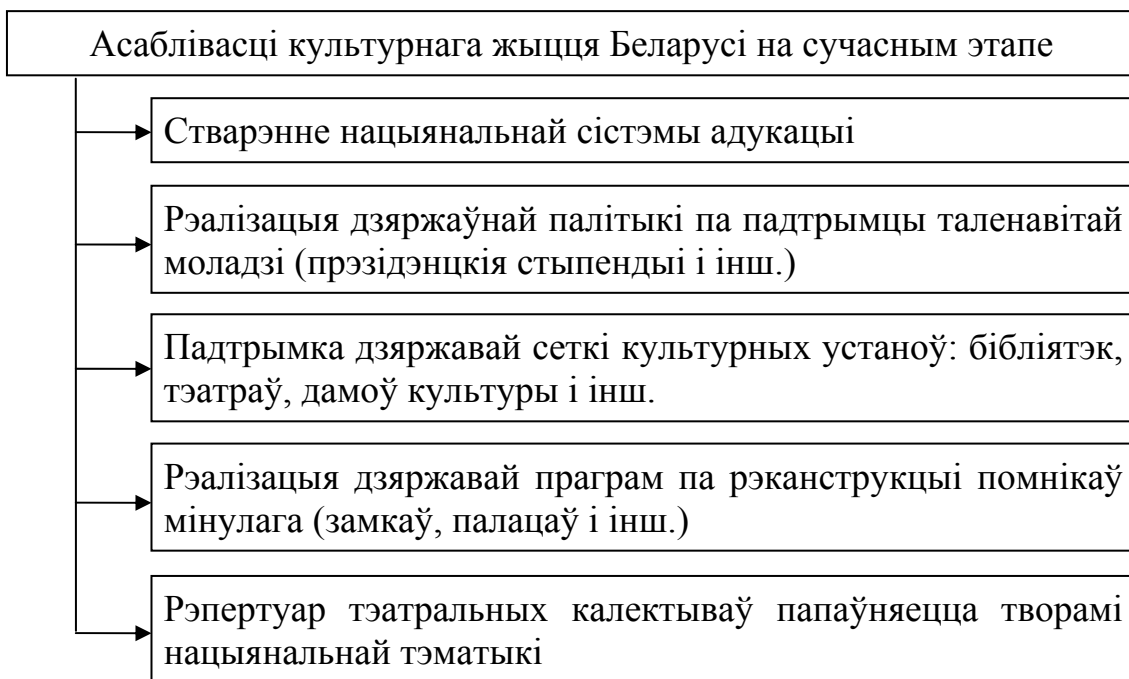 Асаблівасці культурнага жыцця Беларусі на сучасным этапе
Стварэнне нацыянальнай сістэмы адукацыі
Рэалізацыя дзяржаўнай палітыкі па падтрымцы таленавітай
моладзі (прэзідэнцкія стыпендыі і інш.)
Падтрымка дзяржавай сеткі культурных устаноў: бібліятэк,
тэатраў, дамоў культуры і інш.
Рэалізацыя дзяржавай праграм па рэканструкцыі помнікаў
мінулага (замкаў, палацаў і інш.)
Рэпертуар тэатральных калектываў папаўняецца творамі
нацыянальнай тэматыкі